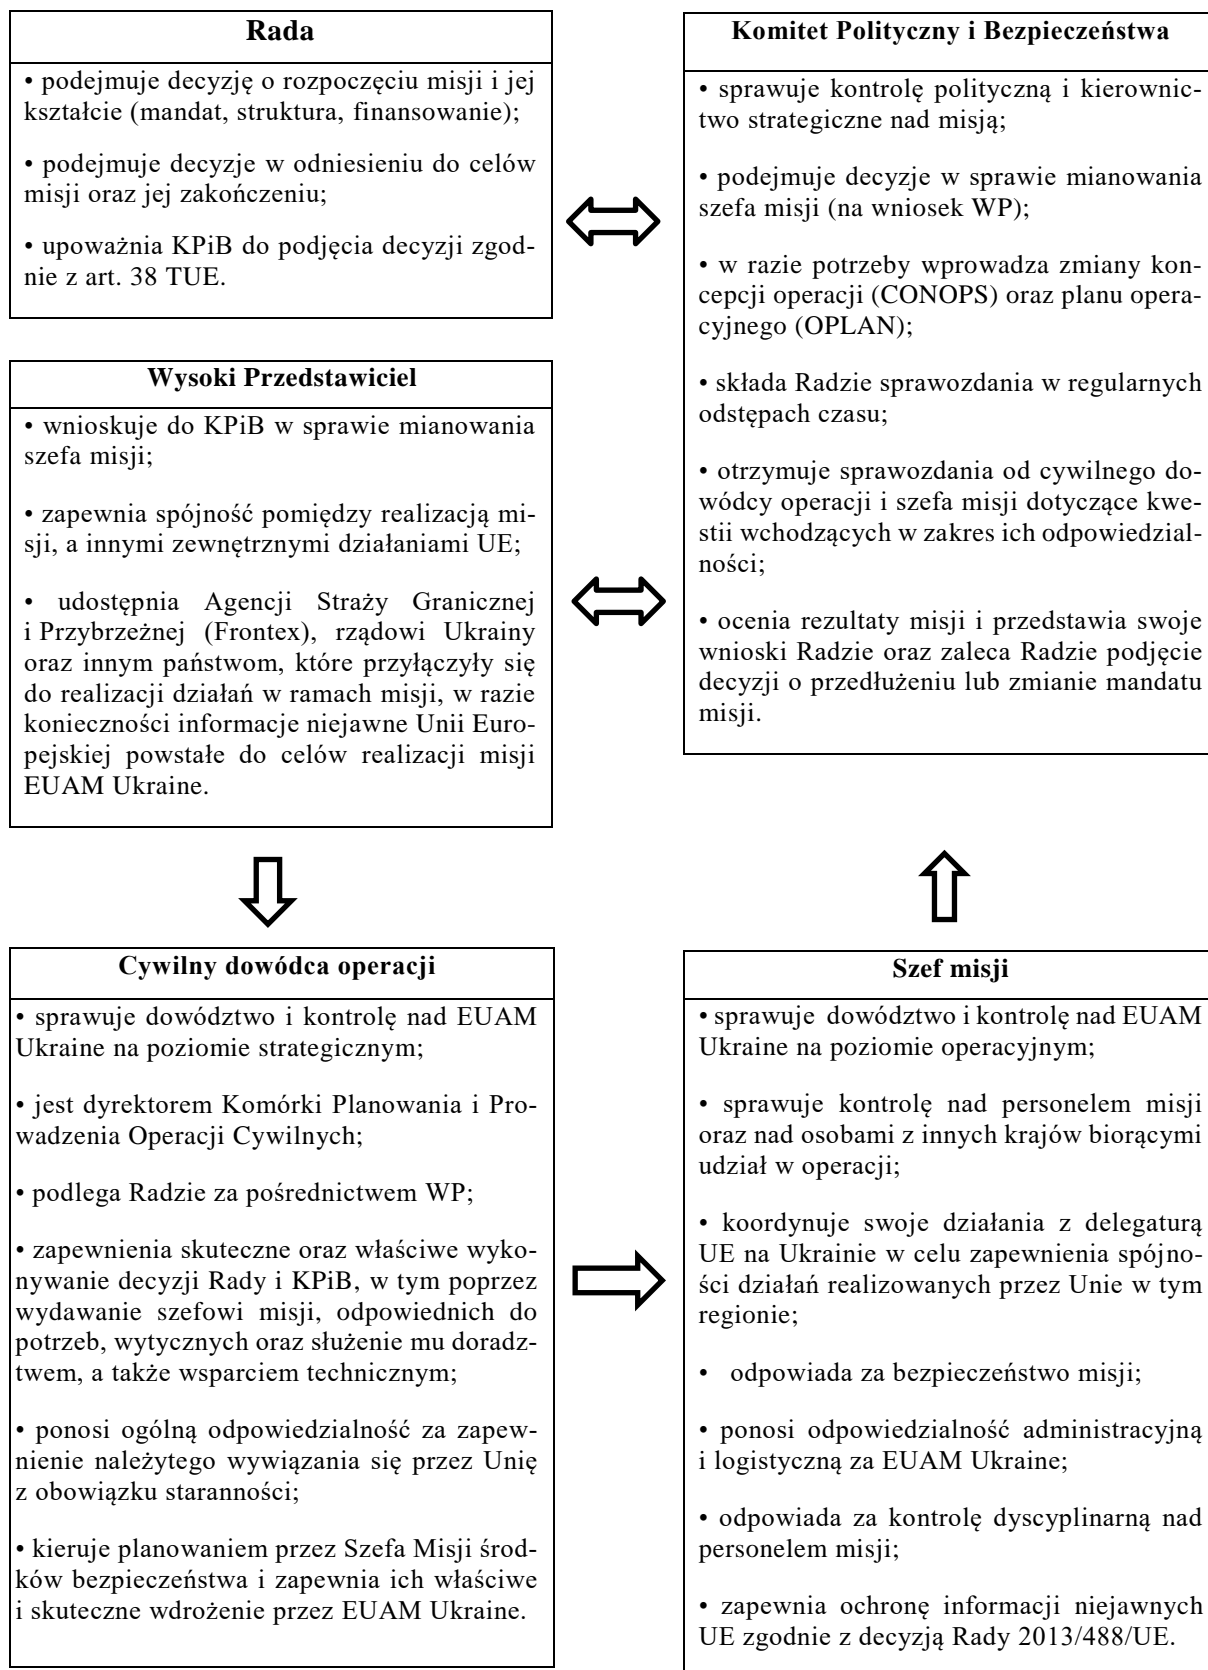 Rada
• podejmuje decyzję o rozpoczęciu misji i jej
kształcie (mandat, struktura, finansowanie);
• podejmuje decyzje w odniesieniu do celów
misji oraz jej zakończeniu;
• upoważnia KPiB do podjęcia decyzji zgod-
nie z art. 38 TUE.
Komitet Polityczny i Bezpieczeństwa
• sprawuje kontrolę polityczną i kierownic-
two strategiczne nad misją;
• podejmuje decyzje w sprawie mianowania
szefa misji (na wniosek WP);
• w razie potrzeby wprowadza zmiany kon-
cepcji operacji (CONOPS) oraz planu opera-
cyjnego (OPLAN);
• składa Radzie sprawozdania w regularnych
odstępach czasu;
• otrzymuje sprawozdania od cywilnego do-
wódcy operacji i szefa misji dotyczące kwe-
stii wchodzących w zakres ich odpowiedzial-
ności;
• ocenia rezultaty misji i przedstawia swoje
wnioski Radzie oraz zaleca Radzie podjęcie
decyzji o przedłużeniu lub zmianie mandatu
misji.
Wysoki Przedstawiciel
• wnioskuje do KPiB w sprawie mianowania
szefa misji;
• zapewnia spójność pomiędzy realizacją mi-
sji, a innymi zewnętrznymi działaniami UE;
• udostępnia Agencji Straży Granicznej
i Przybrzeżnej (Frontex), rządowi Ukrainy
oraz innym państwom, które przyłączyły się
do realizacji działań w ramach misji, w razie
konieczności informacje niejawne Unii Euro-
pejskiej powstałe do celów realizacji misji
EUAM Ukraine.
Cywilny dowódca operacji
• sprawuje dowództwo i kontrolę nad EUAM
Ukraine na poziomie strategicznym;
• jest dyrektorem Komórki Planowania i Pro-
wadzenia Operacji Cywilnych;
• podlega Radzie za pośrednictwem WP;
• zapewnienia skuteczne oraz właściwe wyko-
nywanie decyzji Rady i KPiB, w tym poprzez
wydawanie szefowi misji, odpowiednich do
potrzeb, wytycznych oraz służenie mu doradz-
twem, a także wsparciem technicznym;
• ponosi ogólną odpowiedzialność za zapew-
nienie należytego wywiązania się przez Unię
z obowiązku staranności;
• kieruje planowaniem przez Szefa Misji środ-
ków bezpieczeństwa i zapewnia ich właściwe
i skuteczne wdrożenie przez EUAM Ukraine.
Szef misji
• sprawuje dowództwo i kontrolę nad EUAM
Ukraine na poziomie operacyjnym;
• sprawuje kontrolę nad personelem misji
oraz nad osobami z innych krajów biorącymi
udział w operacji;
• koordynuje swoje działania z delegaturą
UE na Ukrainie w celu zapewnienia spójno-
ści działań realizowanych przez Unie w tym
regionie;
• odpowiada za bezpieczeństwo misji;
• ponosi odpowiedzialność administracyjną
i logistyczną za EUAM Ukraine;
• odpowiada za kontrolę dyscyplinarną nad
personelem misji;
• zapewnia ochronę informacji niejawnych
UE zgodnie z decyzją Rady 2013/488/UE.